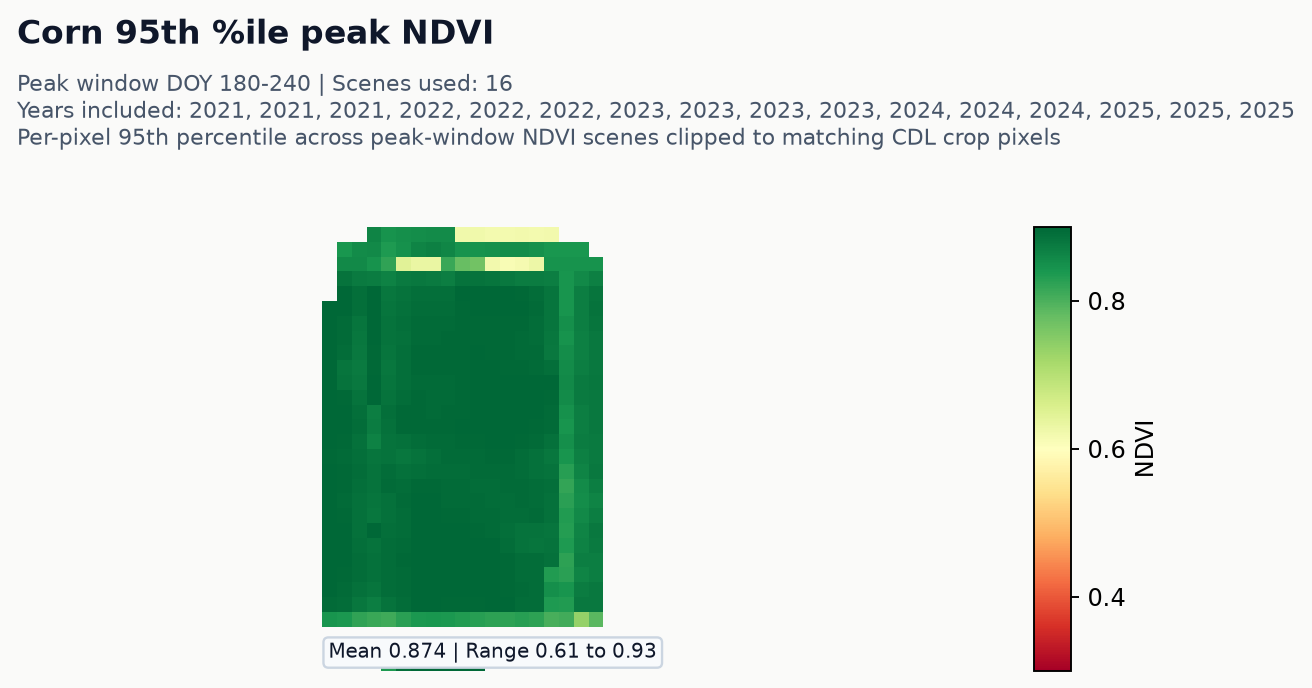 Corn 95th %ile peak NDVI
Peak window DOY 180-240 | Scenes used: 16
Years included: 2021, 2021, 2021, 2022, 2022, 2022, 2023, 2023, 2023, 2023, 2024, 2024, 2024, 2025, 2025, 2025
Per-pixel 95th percentile across peak-window NDVI scenes clipped to matching CDL crop pixels
0.8
0.6
NDVI
0.4
Mean 0.874 | Range 0.61 to 0.93